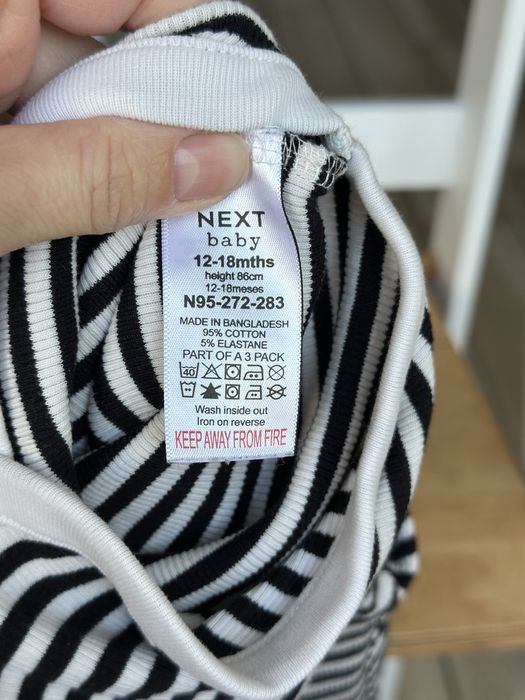 NEXT
baby
12-18mths
height 86cm
12-18meses
N95-272-283
MADE IN BANGLADESH
95% COTTON
5% ELASTANE
PART OF A 3 PACK
40
Wash inside out
Iron on reverse
KEEP AWAY FROM FIRE